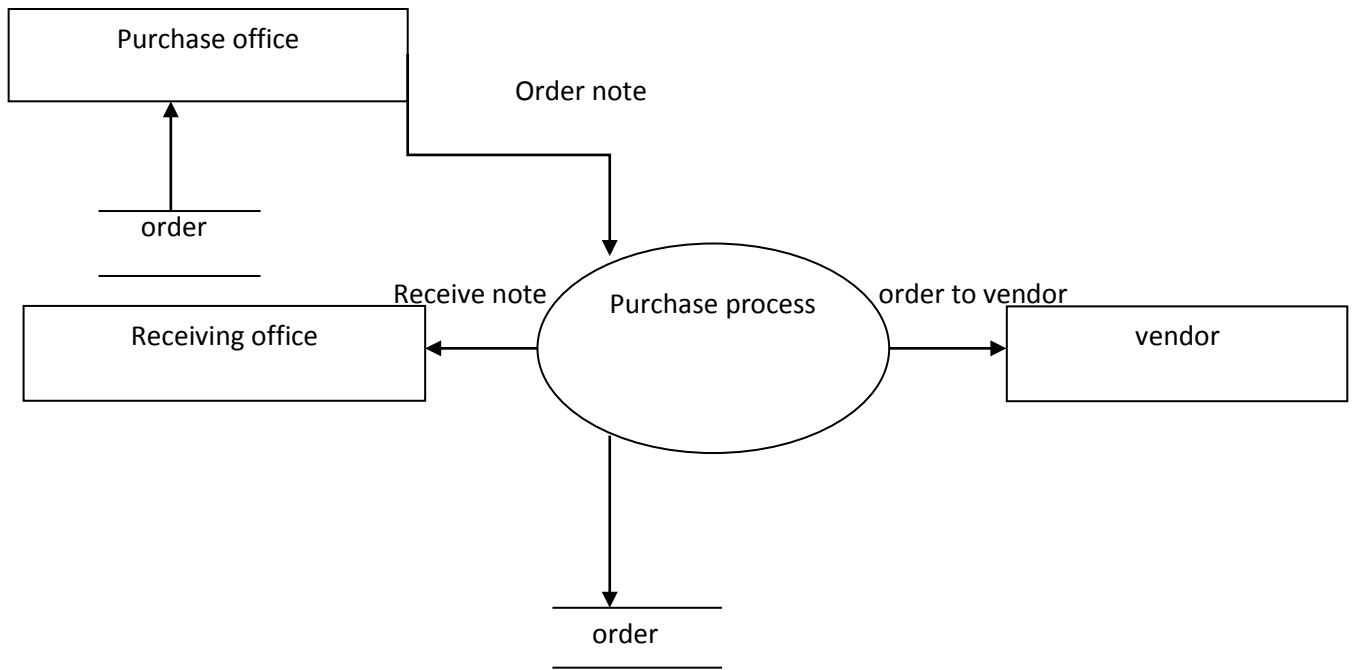 Purchase office
Order note
order
Receive note
Purchase process
order to vendor
Receiving office
vendor
order